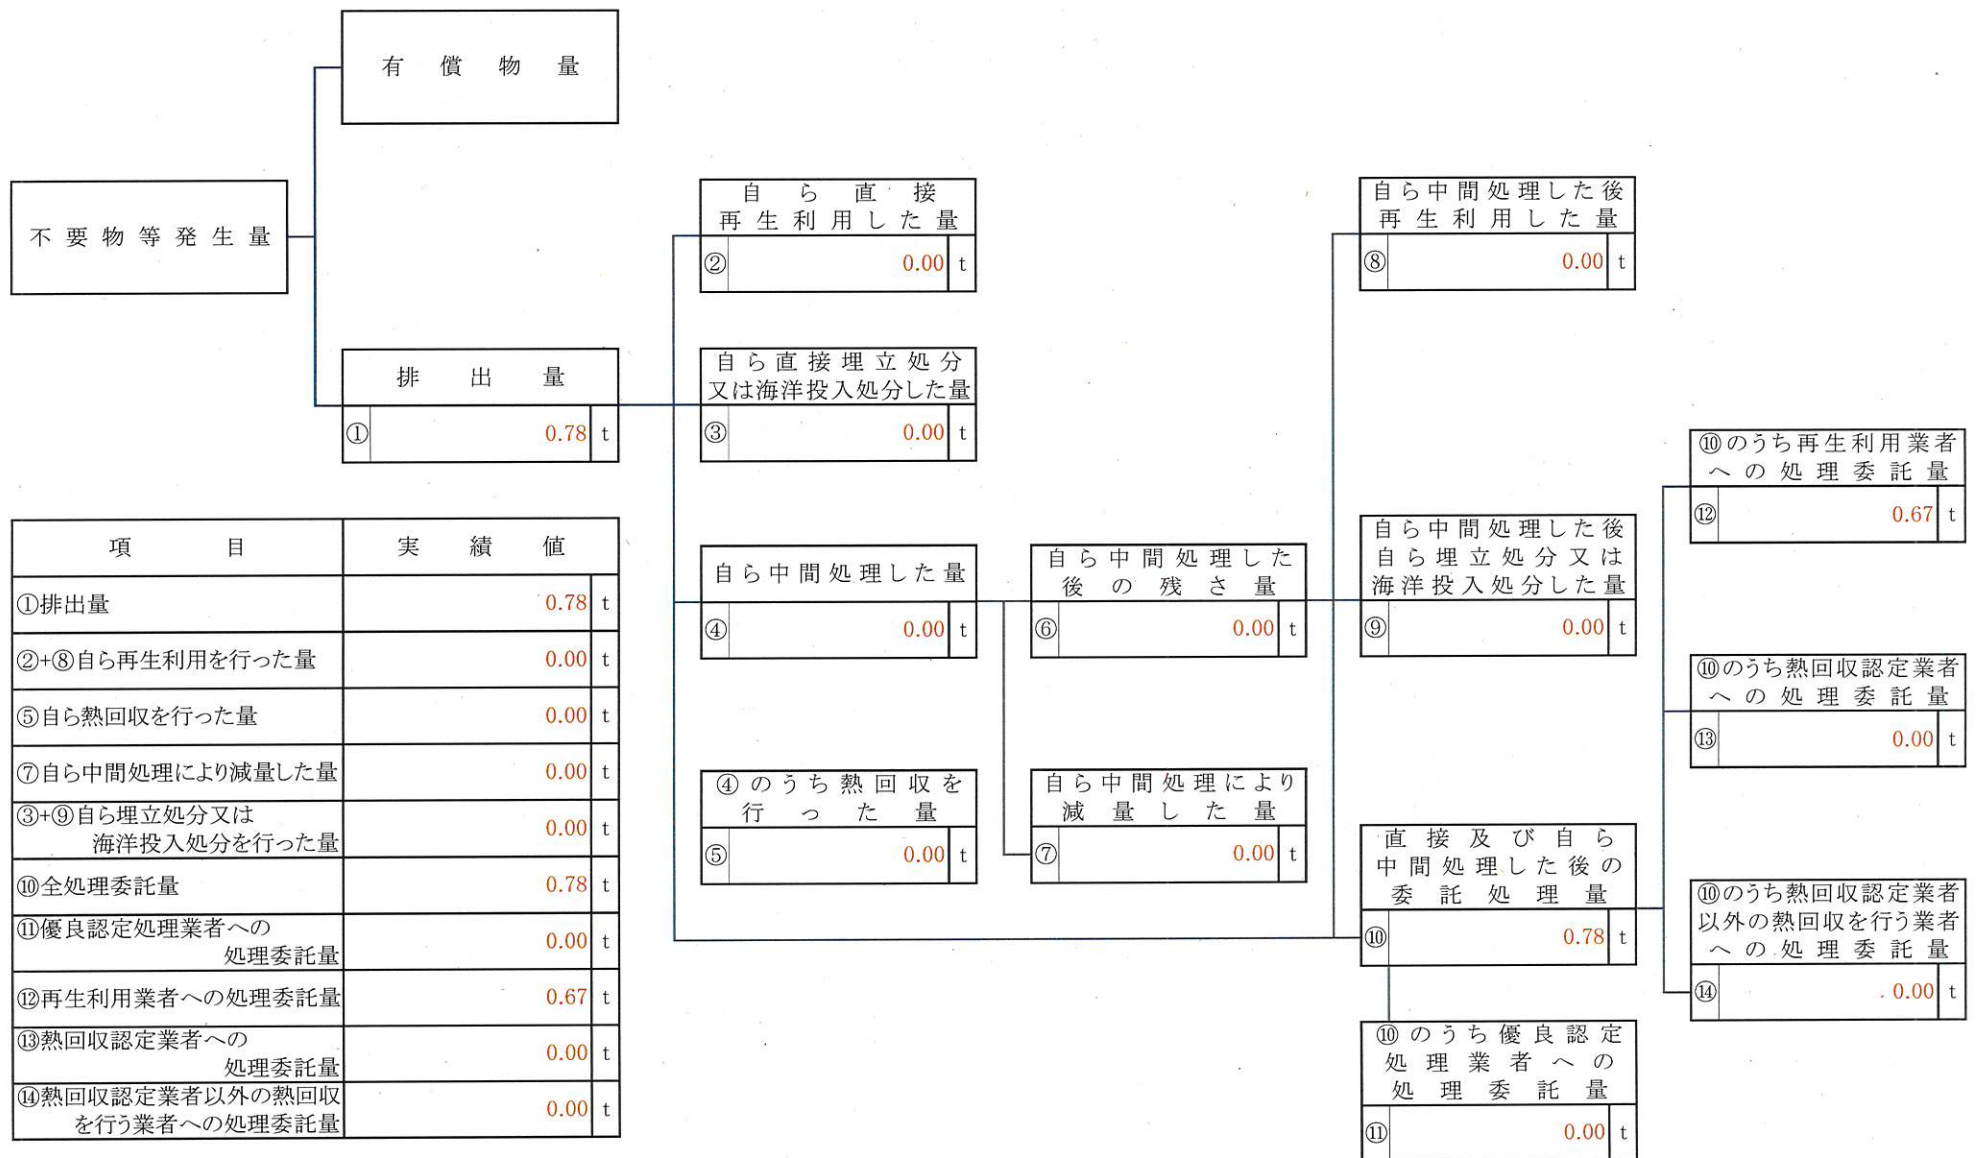 有償物量
不要物等発生量
排出量
① 0.78 t
自ら直接
再生利用した量
② 0.00 t
自ら直接埋立処分
又は海洋投入処分した量
③ 0.00 t
自ら中間処理した量
④ 0.00 t
④のうち熱回収を
行った量
⑤ 0.00 t
自ら中間処理した
後の残さ量
⑥ 0.00 t
自ら中間処理により
減量した量
⑦ 0.00 t
自ら中間処理した後
再生利用した量
⑧ 0.00 t
自ら中間処理した後
自ら埋立処分又は
海洋投入処分した量
⑨ 0.00 t
直接及び自ら
中間処理した後の
委託処理量
⑩ 0.78 t
⑩のうち優良認定
処理業者への
処理委託量
⑪ 0.00 t
⑩のうち再生利用業者
への処理委託量
⑫ 0.67 t
⑩のうち熱回収認定業者
への処理委託量
⑬ 0.00 t
⑩のうち熱回収認定業者
以外の熱回収を行う業者
への処理委託量
⑭ 0.00 t
項目 実績値
①排出量 0.78 t
②+⑧自ら再生利用を行った量 0.00 t
⑤自ら熱回収を行った量 0.00 t
⑦自ら中間処理により減量した量 0.00 t
③+⑨自ら埋立処分又は
海洋投入処分を行った量 0.00 t
⑩全処理委託量 0.78 t
⑪優良認定処理業者への
処理委託量 0.00 t
⑫再生利用業者への処理委託量 0.67 t
⑬熱回収認定業者への
処理委託量 0.00 t
⑭熱回収認定業者以外の熱回収
を行う業者への処理委託量 0.00 t